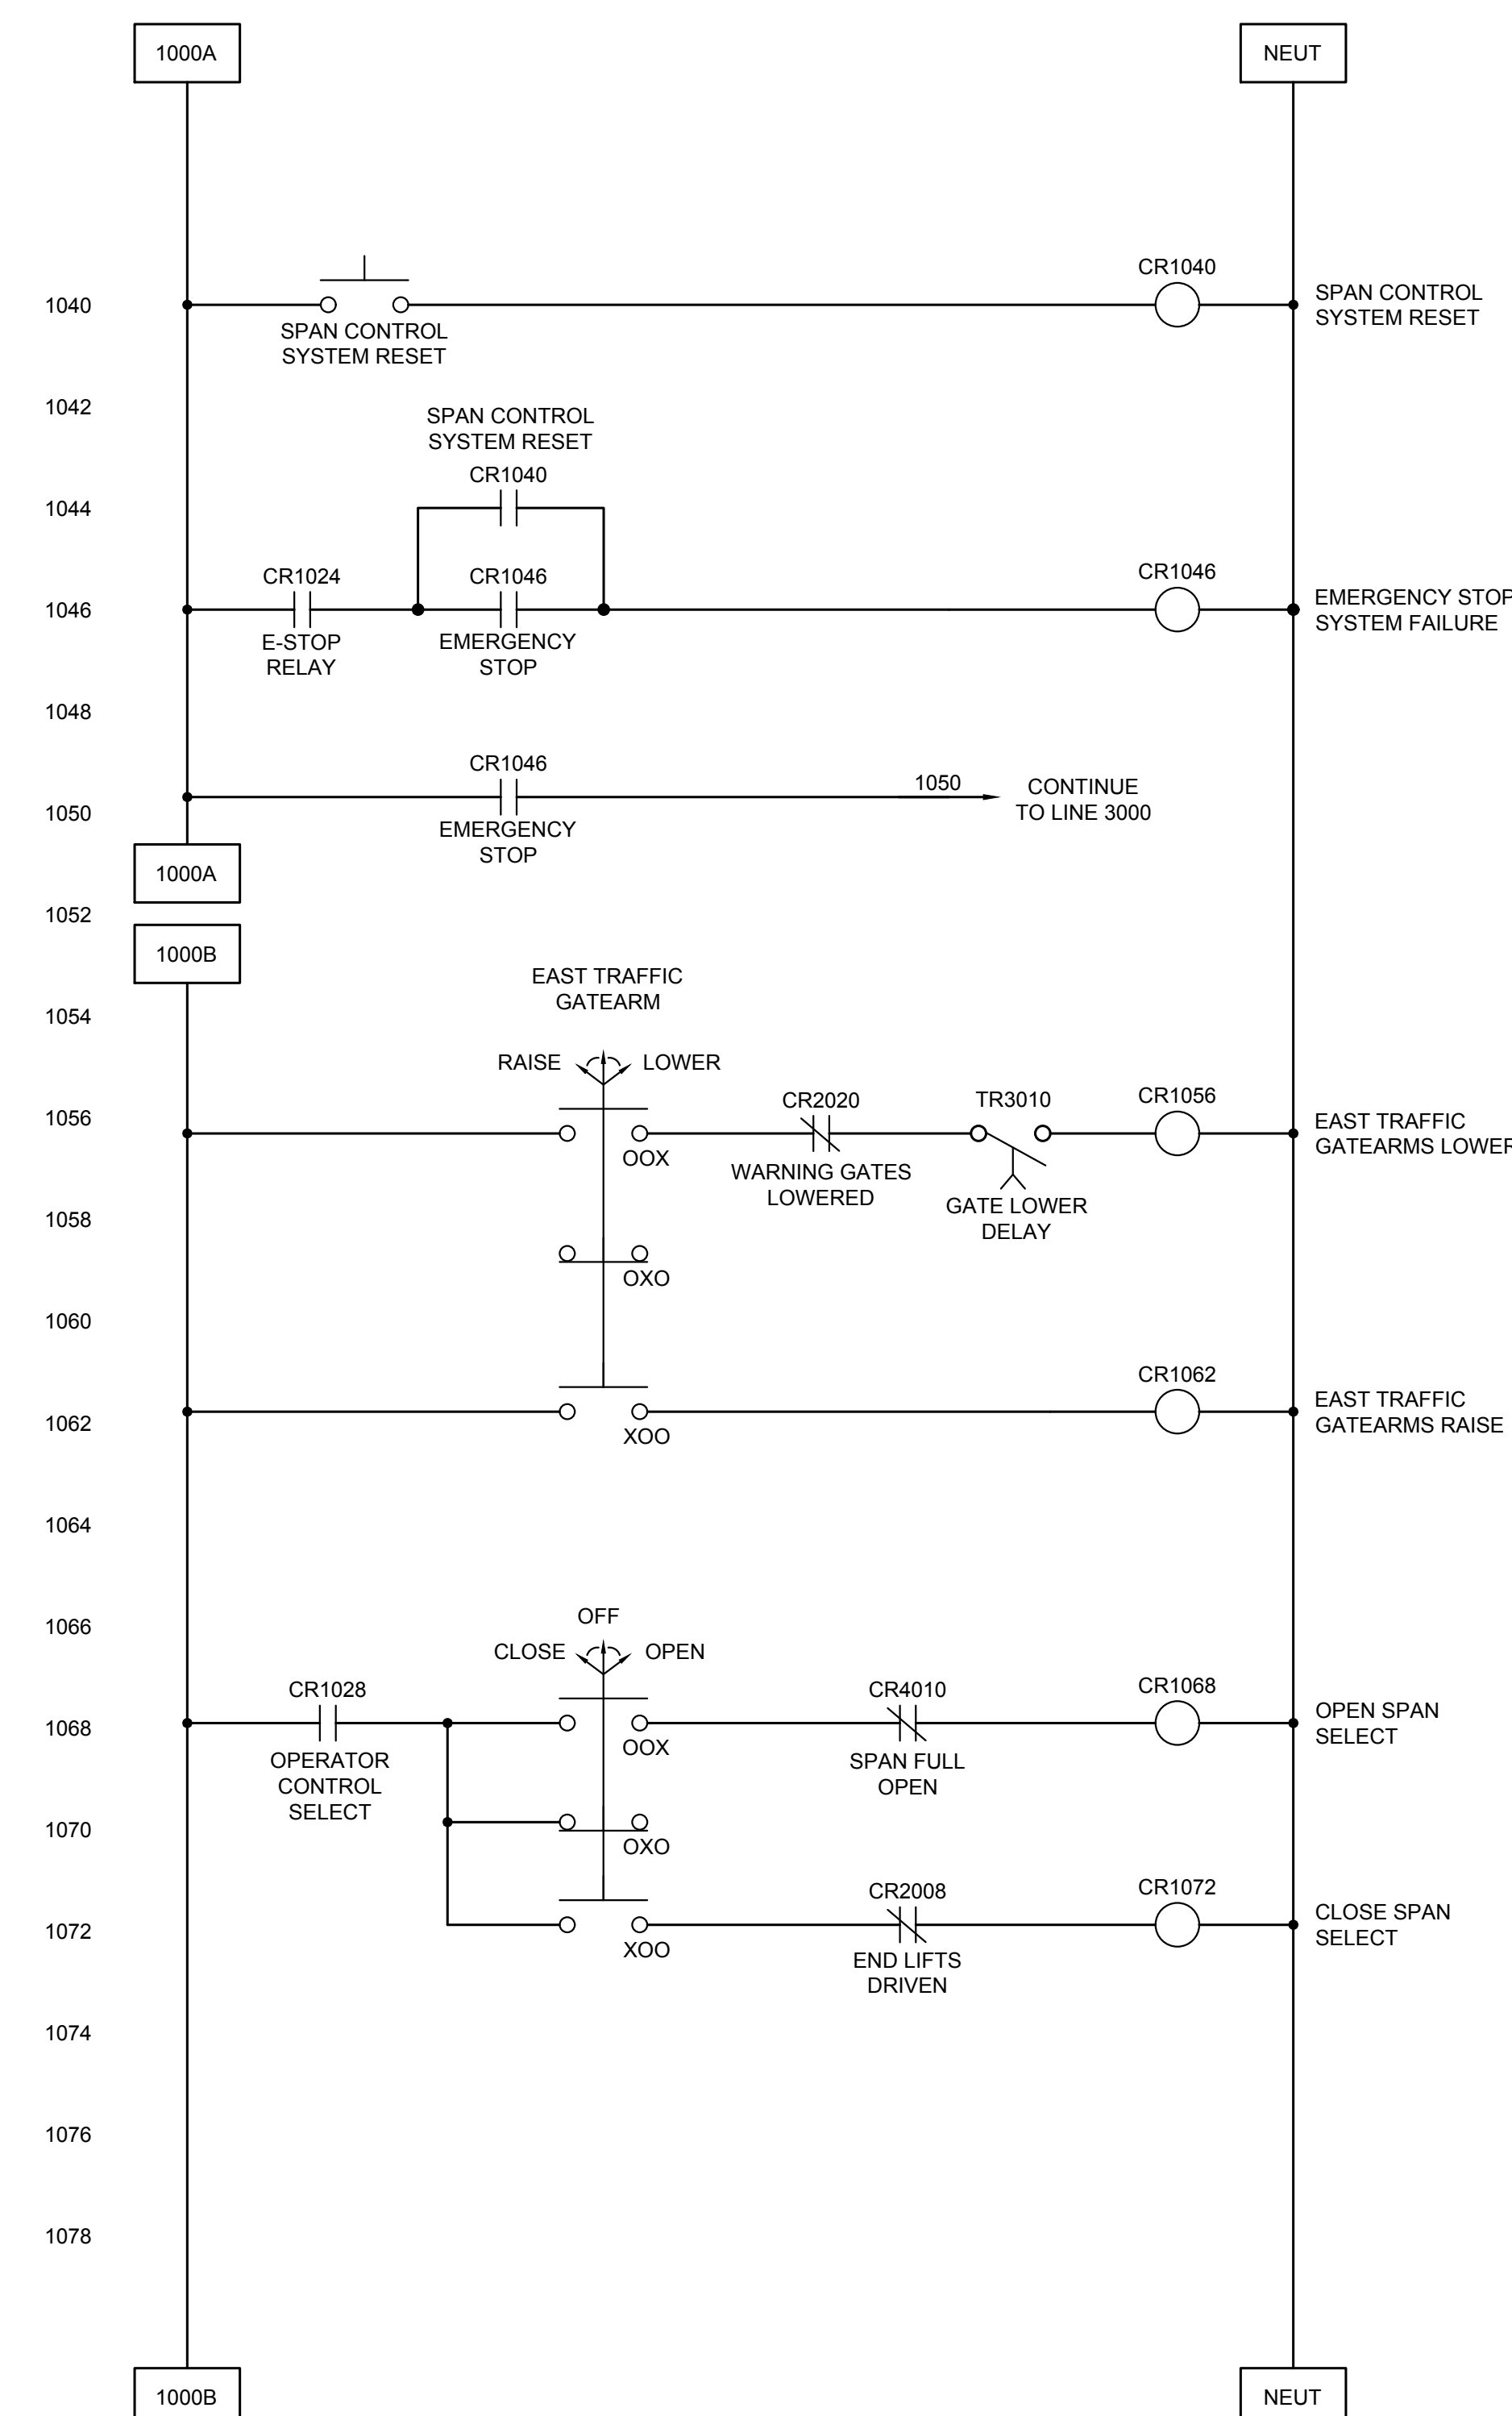 1000A
NEUT
CR1040
1040
SPAN CONTROL
SYSTEM RESET
SPAN CONTROL
SYSTEM RESET
1042
SPAN CONTROL
SYSTEM RESET
CR1040
1044
CR1024
CR1046
CR1046
1046
E-STOP
RELAY
EMERGENCY
STOP
EMERGENCY STOP
SYSTEM FAILURE
1048
CR1046
1050
CONTINUE
TO LINE 3000
1050
EMERGENCY
STOP
1000A
1052
1000B
EAST TRAFFIC
GATEARM
1054
RAISE
LOWER
1056
CR2020
TR3010
CR1056
OOX
WARNING GATES
LOWERED
GATE LOWER
DELAY
EAST TRAFFIC
GATEARMS LOWER
1058
OXO
1060
CR1062
1062
XOO
EAST TRAFFIC
GATEARMS RAISE
1064
1066
OFF
CLOSE
OPEN
CR1028
CR4010
CR1068
1068
OPERATOR
CONTROL
SELECT
OOX
SPAN FULL
OPEN
OPEN SPAN
SELECT
1070
OXO
CR2008
CR1072
1072
XOO
END LIFTS
DRIVEN
CLOSE SPAN
SELECT
1074
1076
1078
1000B
NEUT